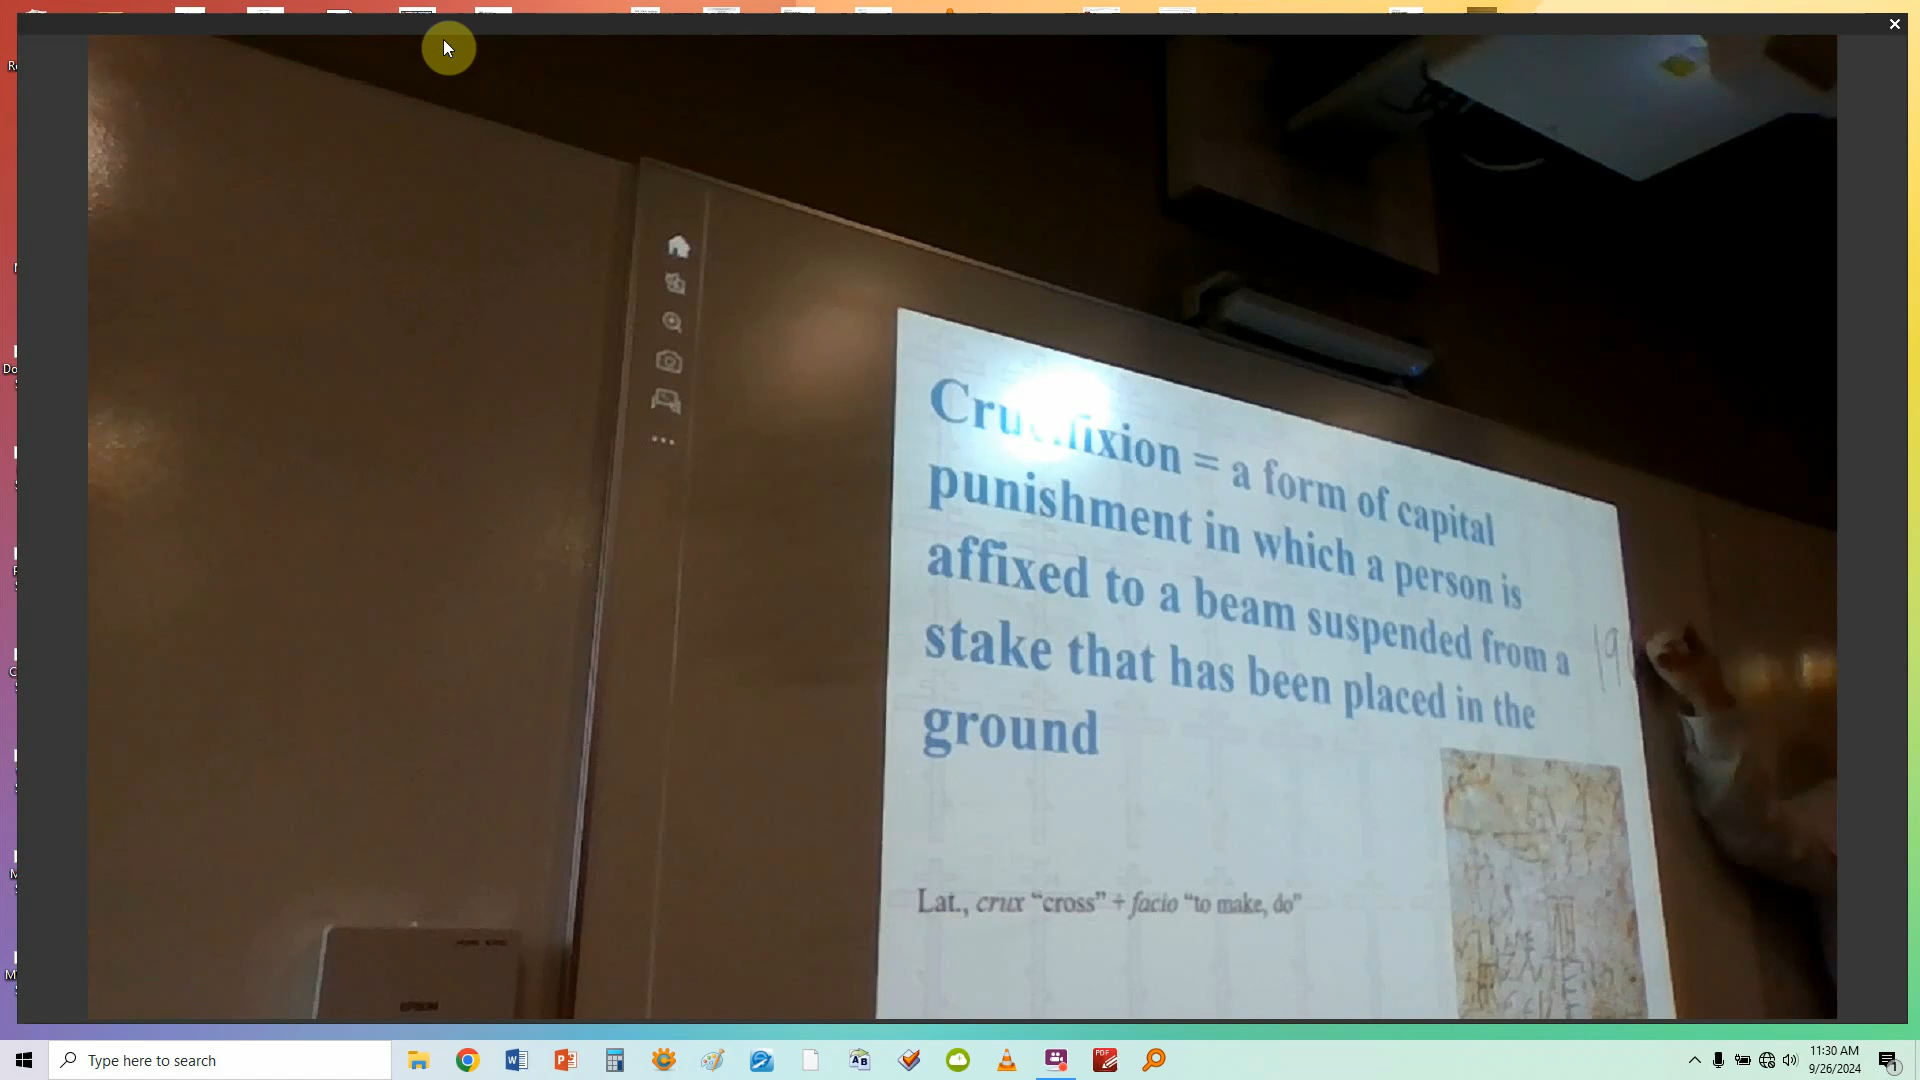 Crucifixion = a form of capital
punishment in which a person is
affixed to a beam suspended from a
stake that has been placed in the
ground
Lat., crux “cross” + facio “to make, do”
EPSON
Type here to search
11:30 AM
9/26/2024